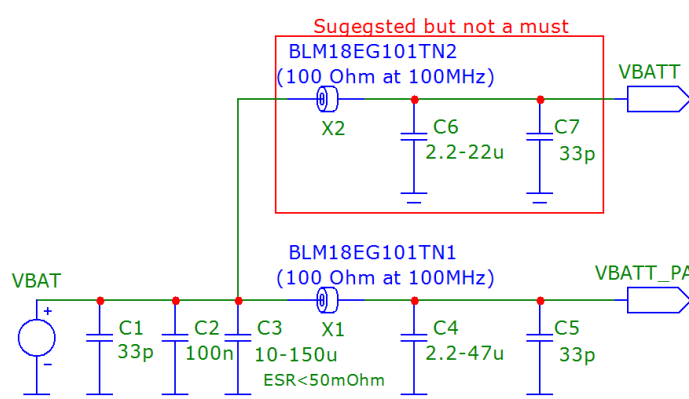 Sugegsted but not a must
BLM18EG101TN2
(100 Ohm at 100MHz)
VBATT
X2
C6
2.2-22u
C7
33p
BLM18EG101TN1
(100 Ohm at 100MHz)
VBATT_PA
VBAT
+
-
C1
33p
C2
100n
C3
10-150u
ESR<50mOhm
X1
C4
2.2-47u
C5
33p